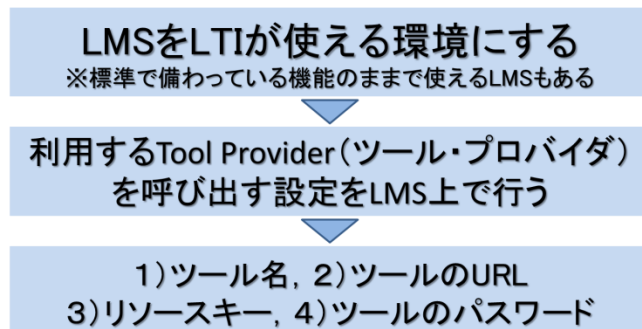 LMSをLTIが使える環境にする
※標準で備わっている機能のままで使えるLMSもある
利用するTool Provider(ツール・プロバイダ)
を呼び出す設定をLMS上で行う
1)ツール名, 2)ツールのURL
3)リソースキー, 4)ツールのパスワード